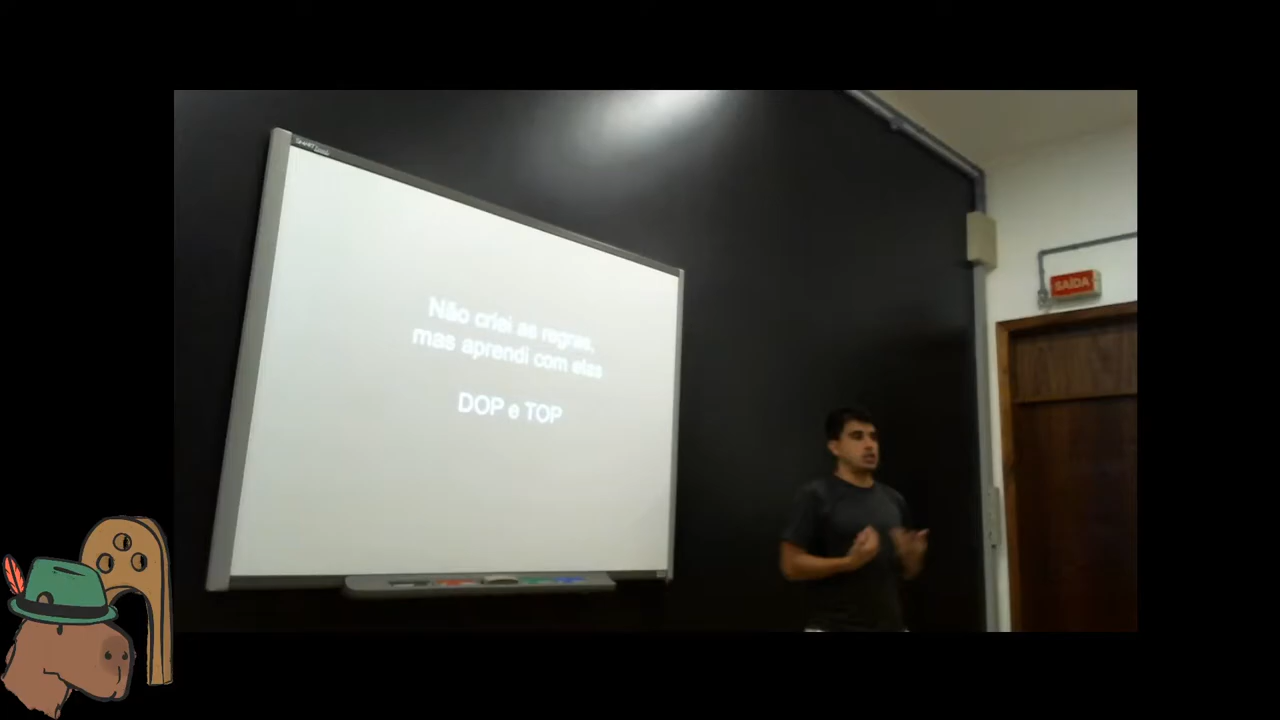 Não criei as regras,
mas aprendi com elas
DOP e TOP
SAÍDA